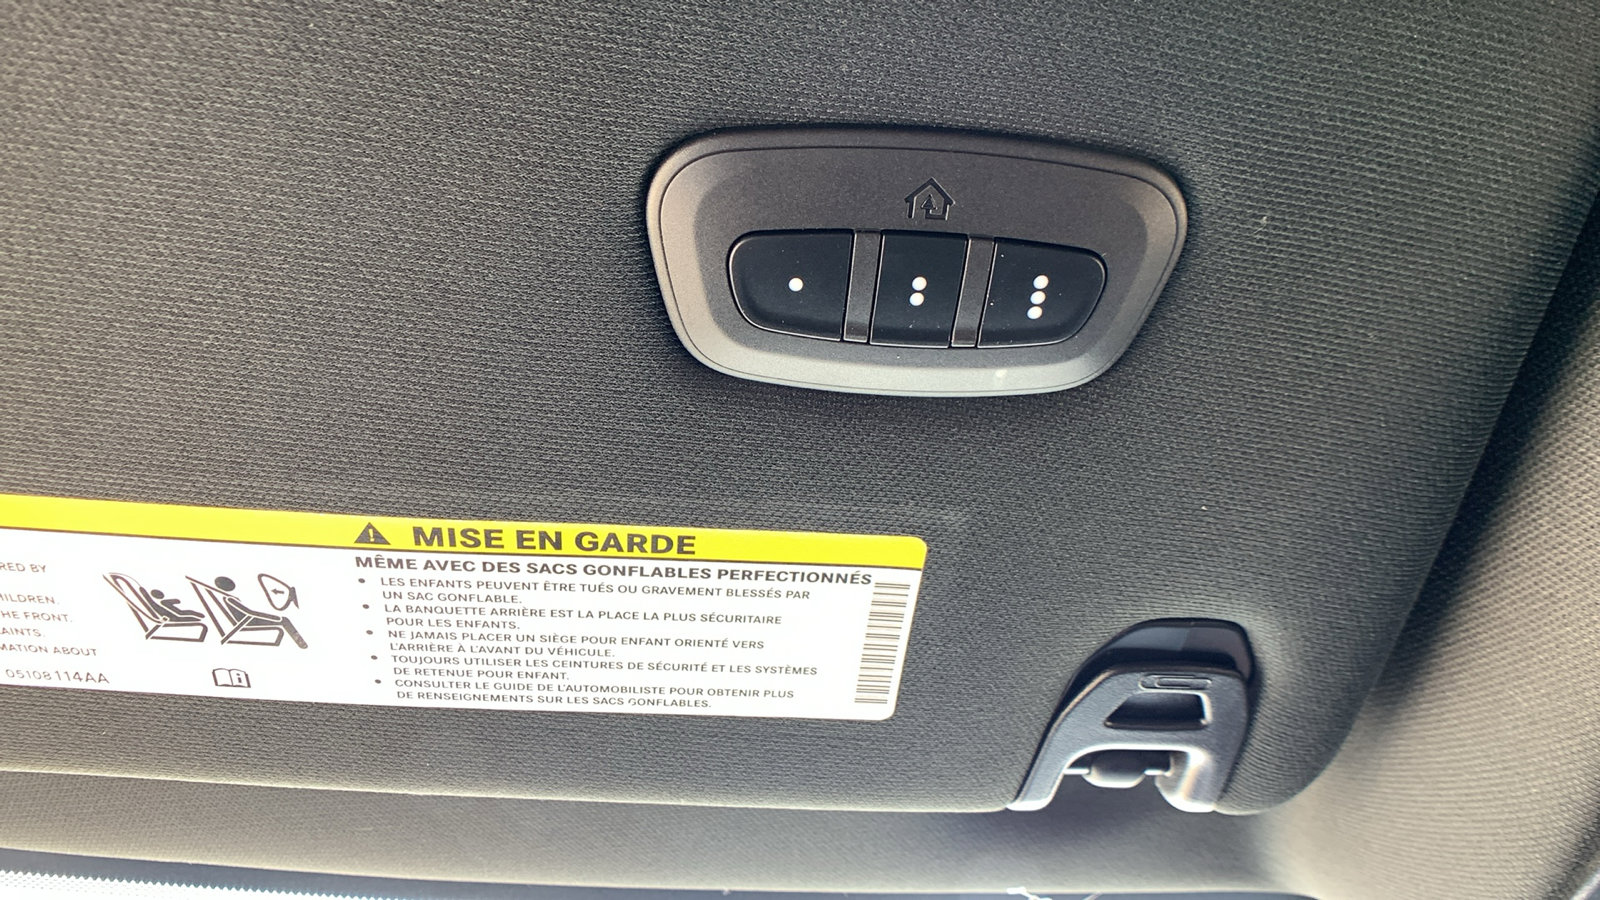 MISE EN GARDE
MÊME AVEC DES SACS GONFLABLES PERFECTIONNÉS
• LES ENFANTS PEUVENT ÊTRE TUÉS OU GRAVEMENT BLESSÉS PAR
UN SAC GONFLABLE.
• LA BANQUETTE ARRIÈRE EST LA PLACE LA PLUS SÉCURITAIRE
POUR LES ENFANTS.
• NE JAMAIS PLACER UN SIÈGE POUR ENFANT ORIENTÉ VERS
L'ARRIÈRE À L'AVANT DU VÉHICULE.
• TOUJOURS UTILISER LES CEINTURES DE SÉCURITÉ ET LES SYSTÈMES
DE RETENUE POUR ENFANT.
• CONSULTER LE GUIDE DE L'AUTOMOBILISTE POUR OBTENIR PLUS
DE RENSEIGNEMENTS SUR LES SACS GONFLABLES.
RED BY
HILDREN.
HE FRONT.
AINTS.
MATION ABOUT
05108114AA